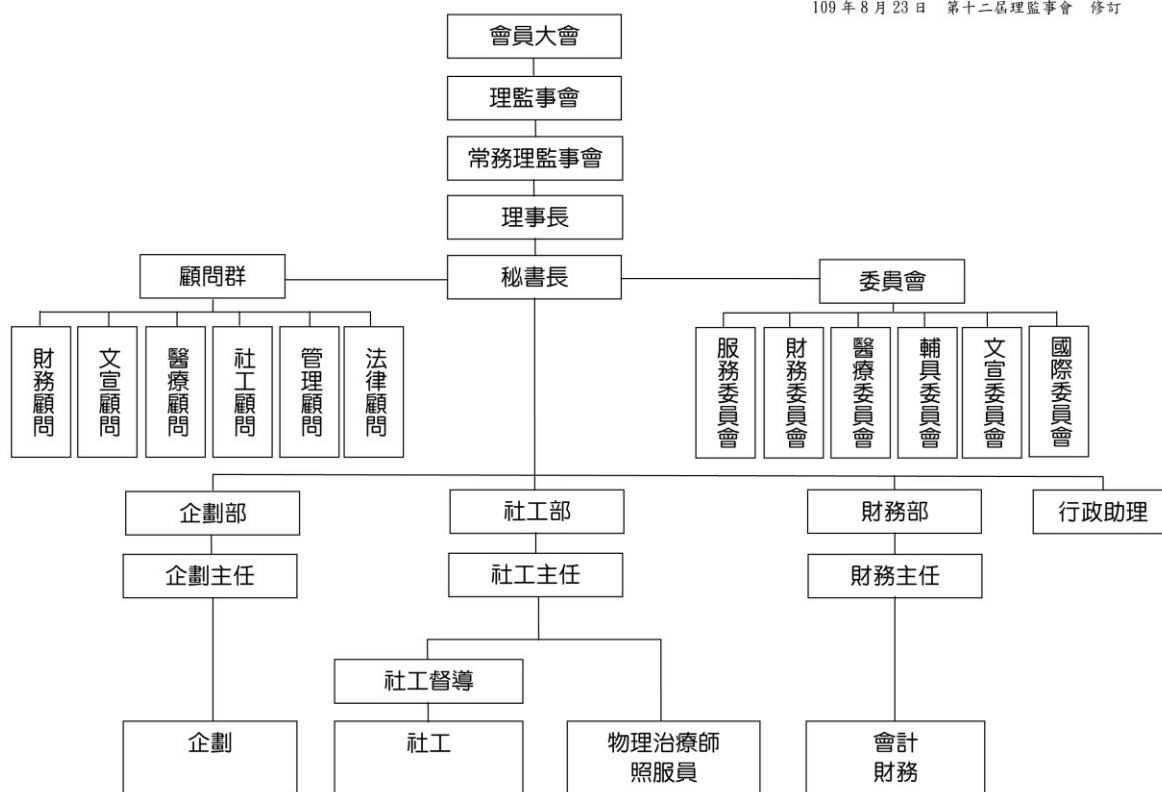 109 年 8 月 23 日　第十二屆理監事會　修訂
會員大會
理監事會
常務理監事會
理事長
秘書長
顧問群
委員會
財務顧問
文宣顧問
醫療顧問
社工顧問
管理顧問
法律顧問
服務委員會
財務委員會
醫療委員會
輔具委員會
文宣委員會
國際委員會
企劃部
社工部
財務部
行政助理
企劃主任
社工主任
財務主任
社工督導
企劃
社工
物理治療師
照服員
會計
財務